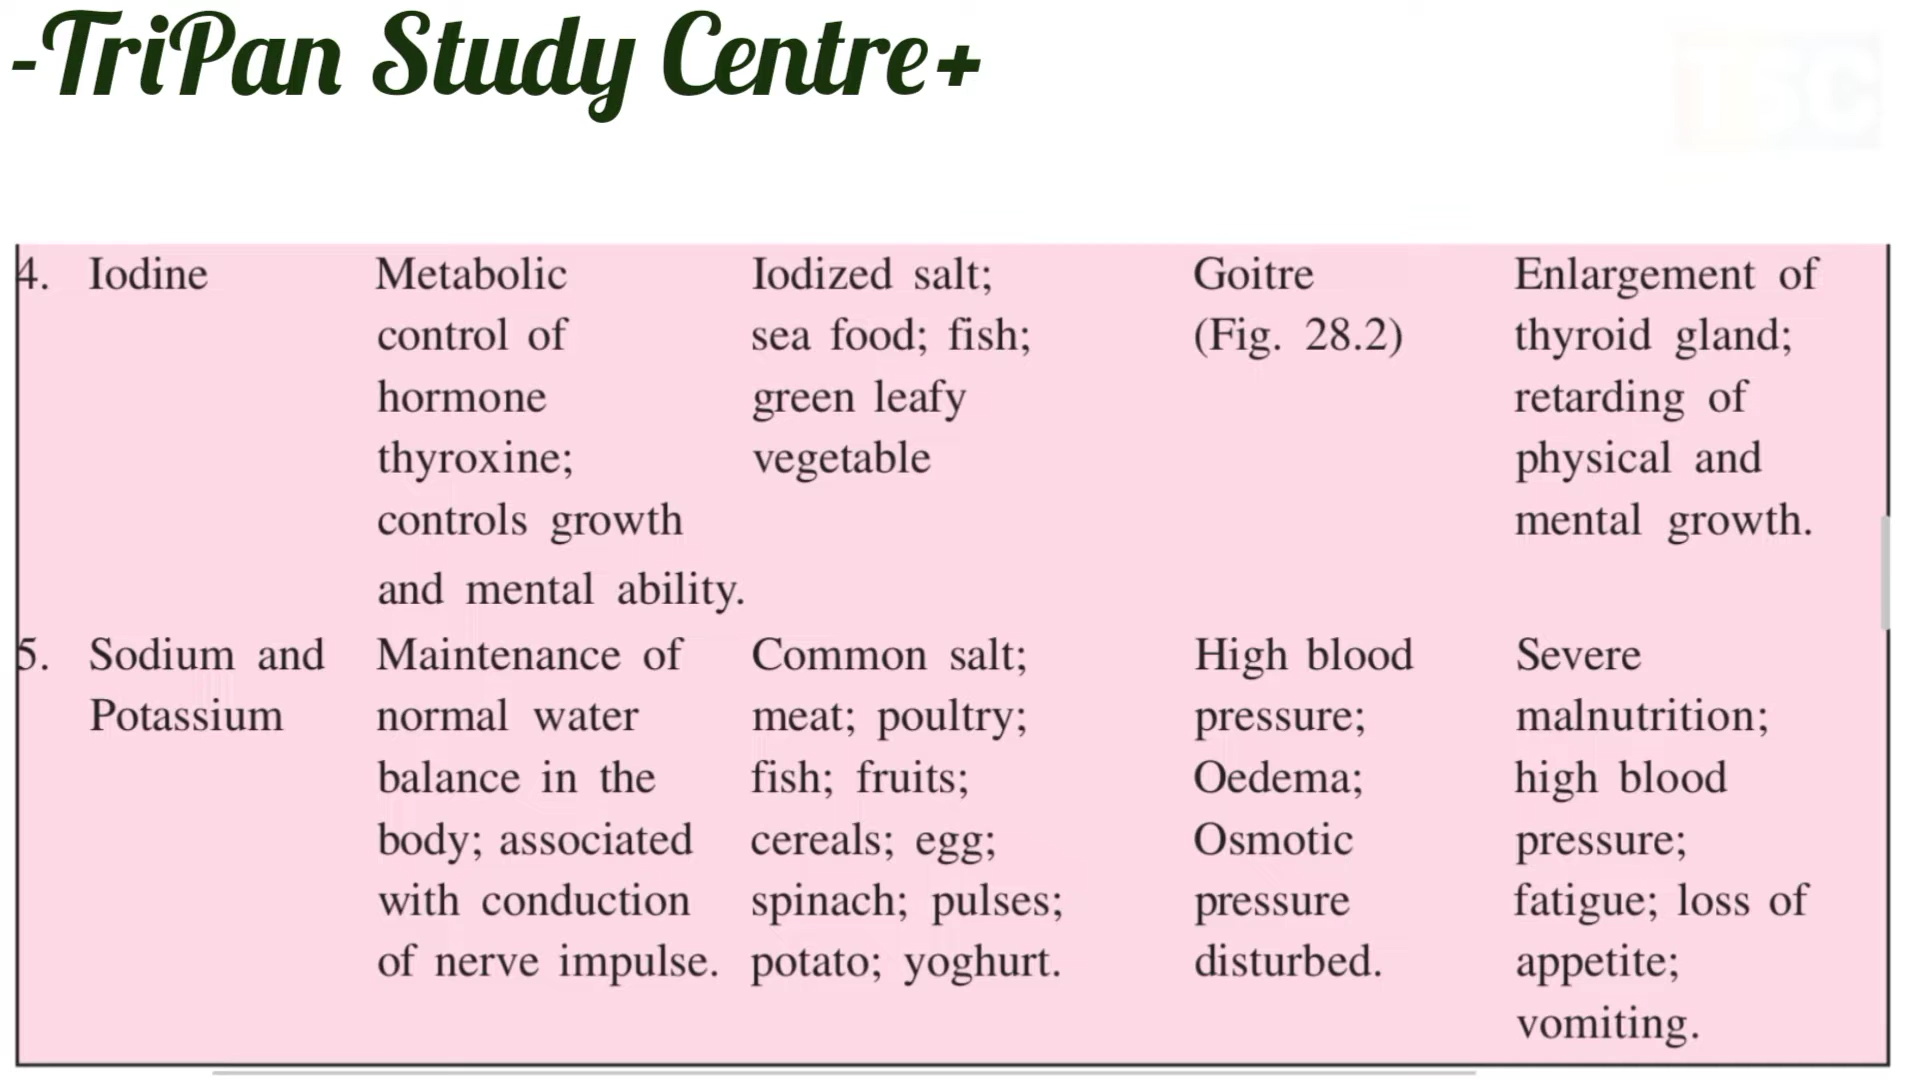 -TriPan Study Centre+
TSC
4. Iodine Metabolic Iodized salt; Goitre Enlargement of
control of sea food; fish; (Fig. 28.2) thyroid gland;
hormone green leafy retarding of
thyroxine; vegetable physical and
controls growth mental growth.
and mental ability.
5. Sodium and Maintenance of Common salt; High blood Severe
Potassium normal water meat; poultry; pressure; malnutrition;
balance in the fish; fruits; Oedema; high blood
body; associated cereals; egg; Osmotic pressure;
with conduction spinach; pulses; pressure fatigue; loss of
of nerve impulse. potato; yoghurt. disturbed. appetite;
vomiting.